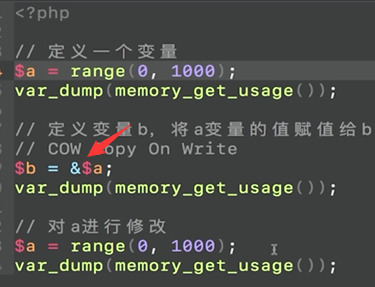 <?php
// 定义一个变量
$a = range(0, 1000);
var_dump(memory_get_usage());
// 定义变量b, 将a变量的值赋值给b
// COW Copy On Write
$b = &$a;
var_dump(memory_get_usage());
// 对a进行修改
$a = range(0, 1000);
var_dump(memory_get_usage());